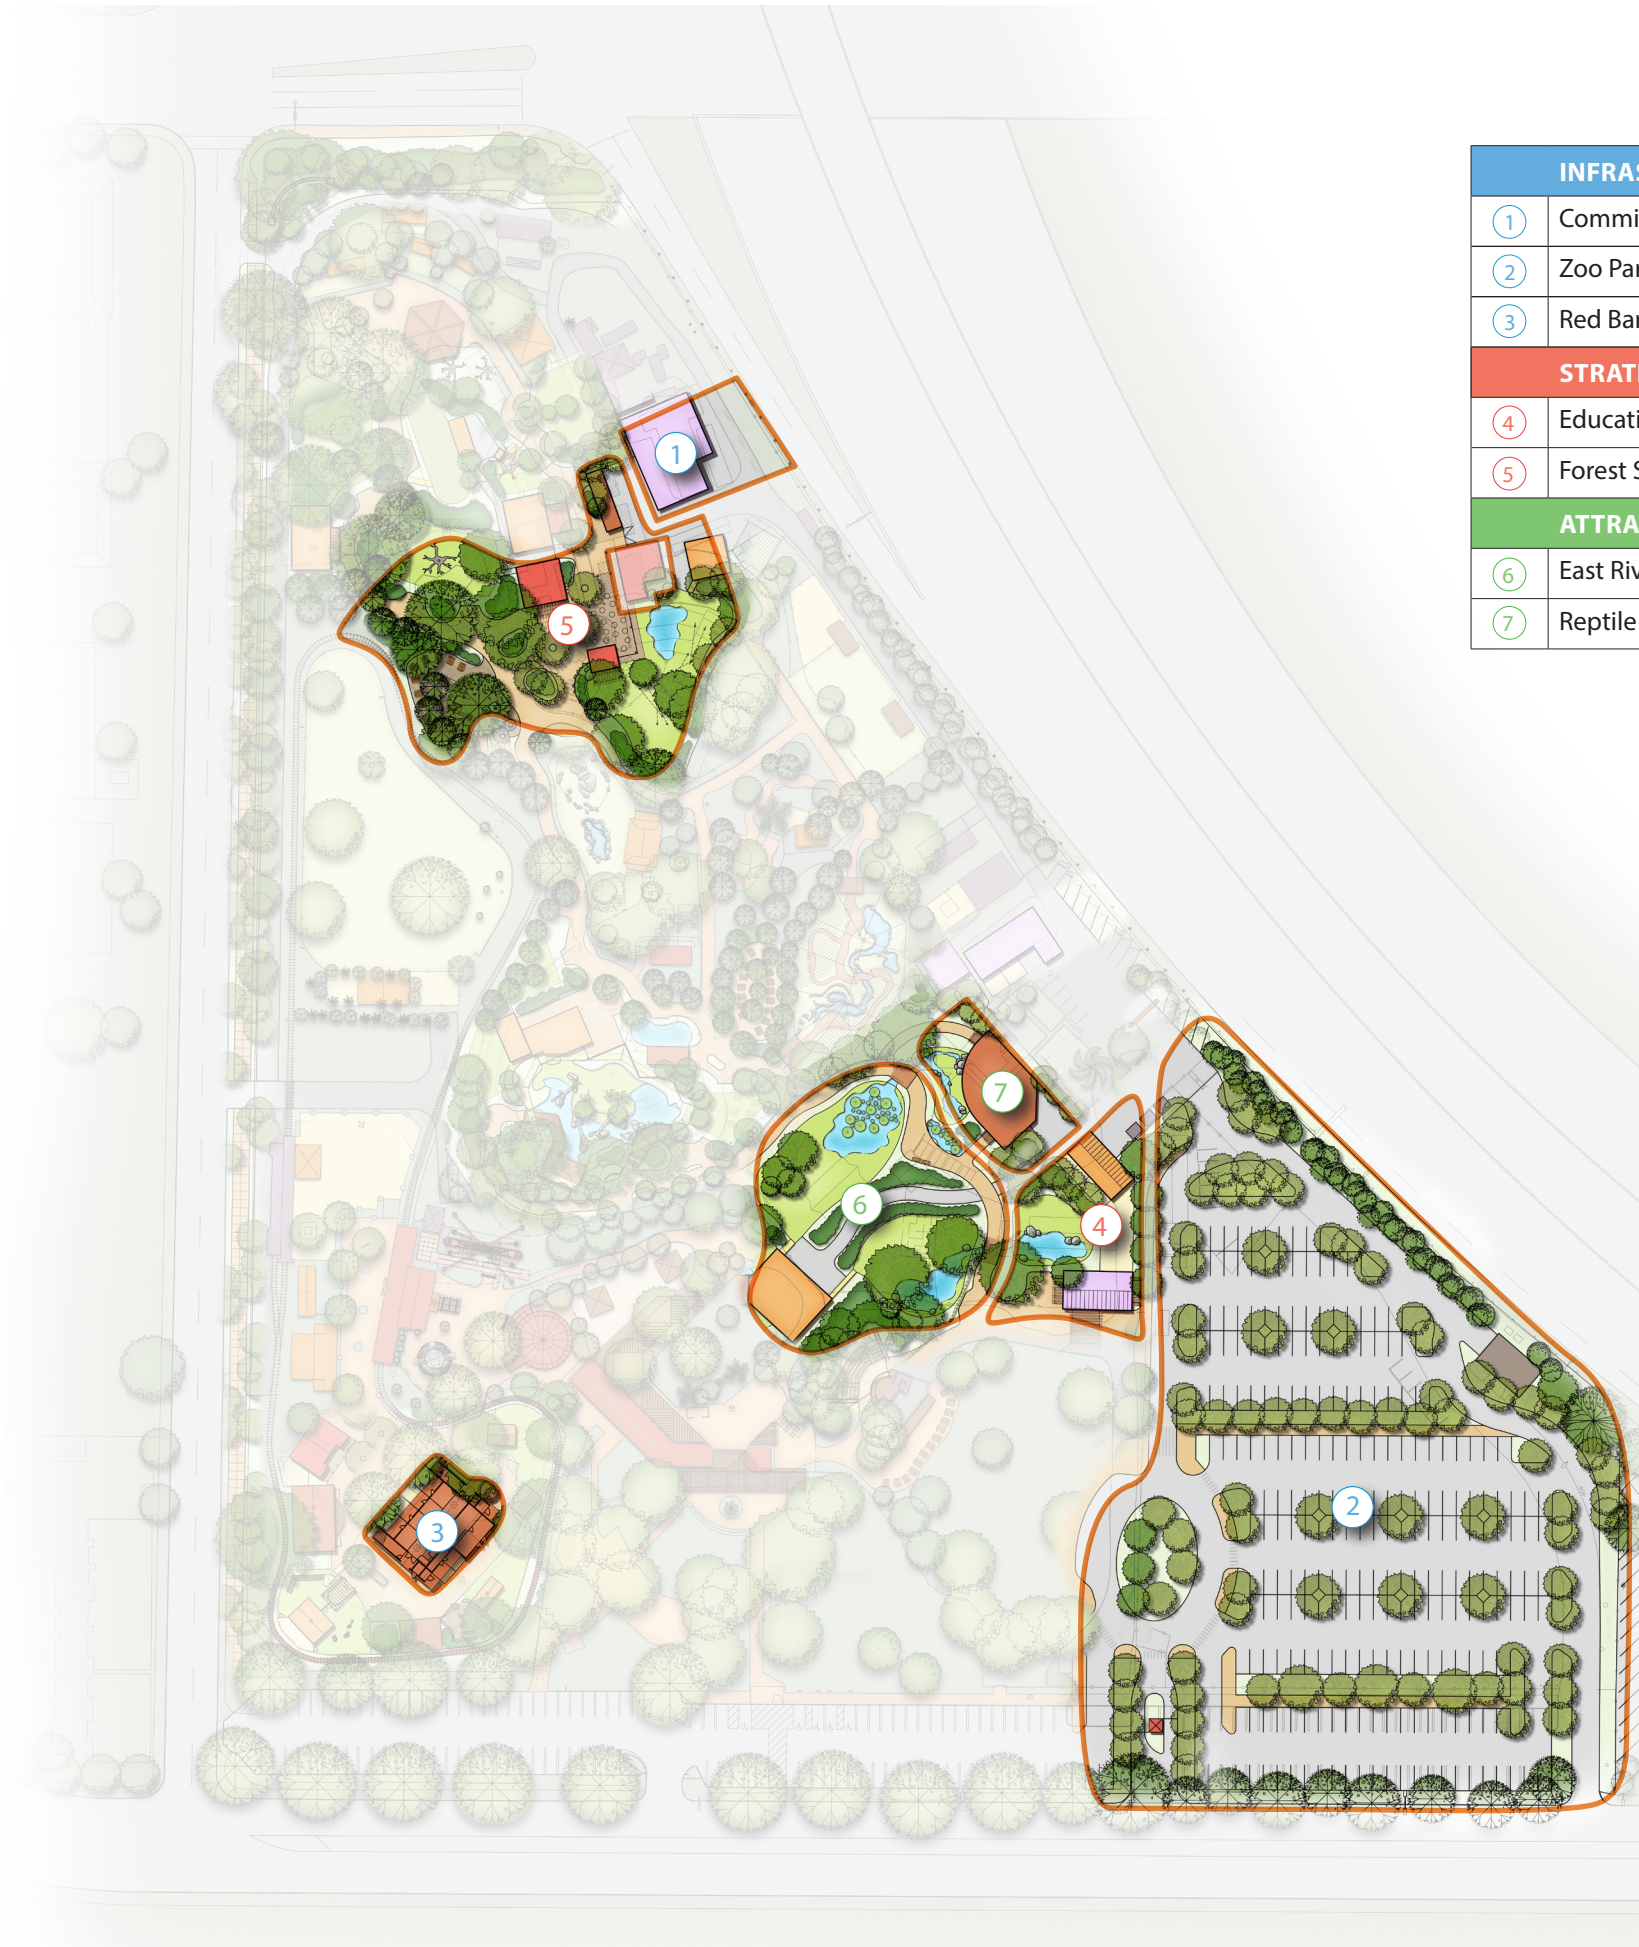 INFRAS
1 Commi
2 Zoo Par
3 Red Bar
STRATI
4 Educati
5 Forest S
ATTRA
6 East Riv
7 Reptile
1
5
7
6
4
2
3